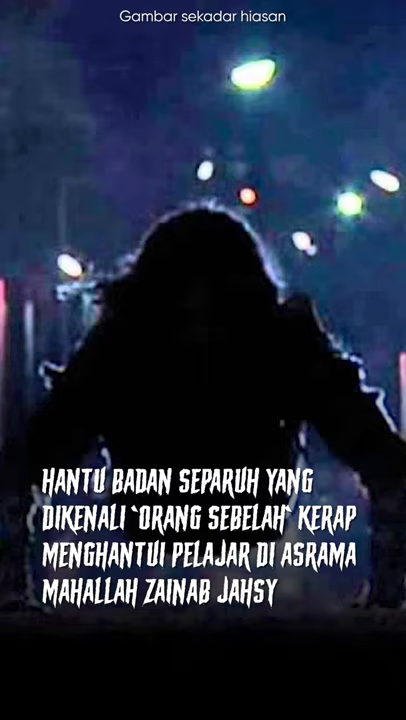 Gambar sekadar hiasan
HANTU BADAN SEPARUH YANG
DIKENALI `ORANG SEBELAH` KERAP
MENGHANTUI PELAJAR DI ASRAMA
MAHALLAH ZAINAB JAHSY